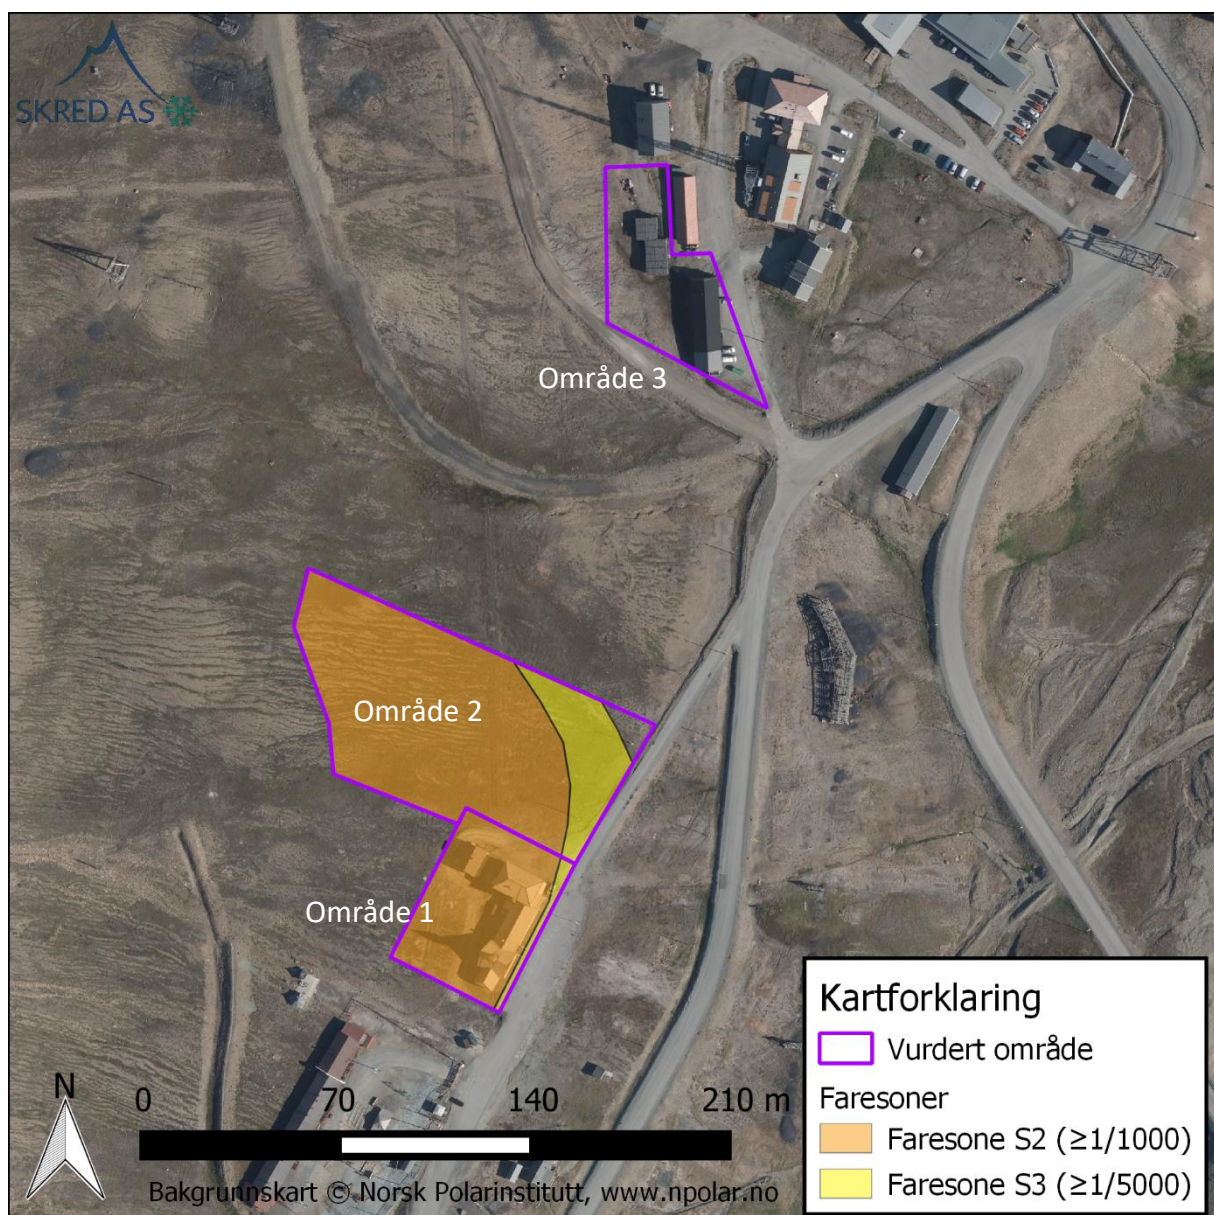 SKRED AS
Område 3
Område 2
Område 1
Kartforklaring
Vurdert område
Faresoner
Faresone S2 (≥1/1000)
Faresone S3 (≥1/5000)
N
0 70 140 210 m
Bakgrunnskart © Norsk Polarinstitutt, www.npolar.no